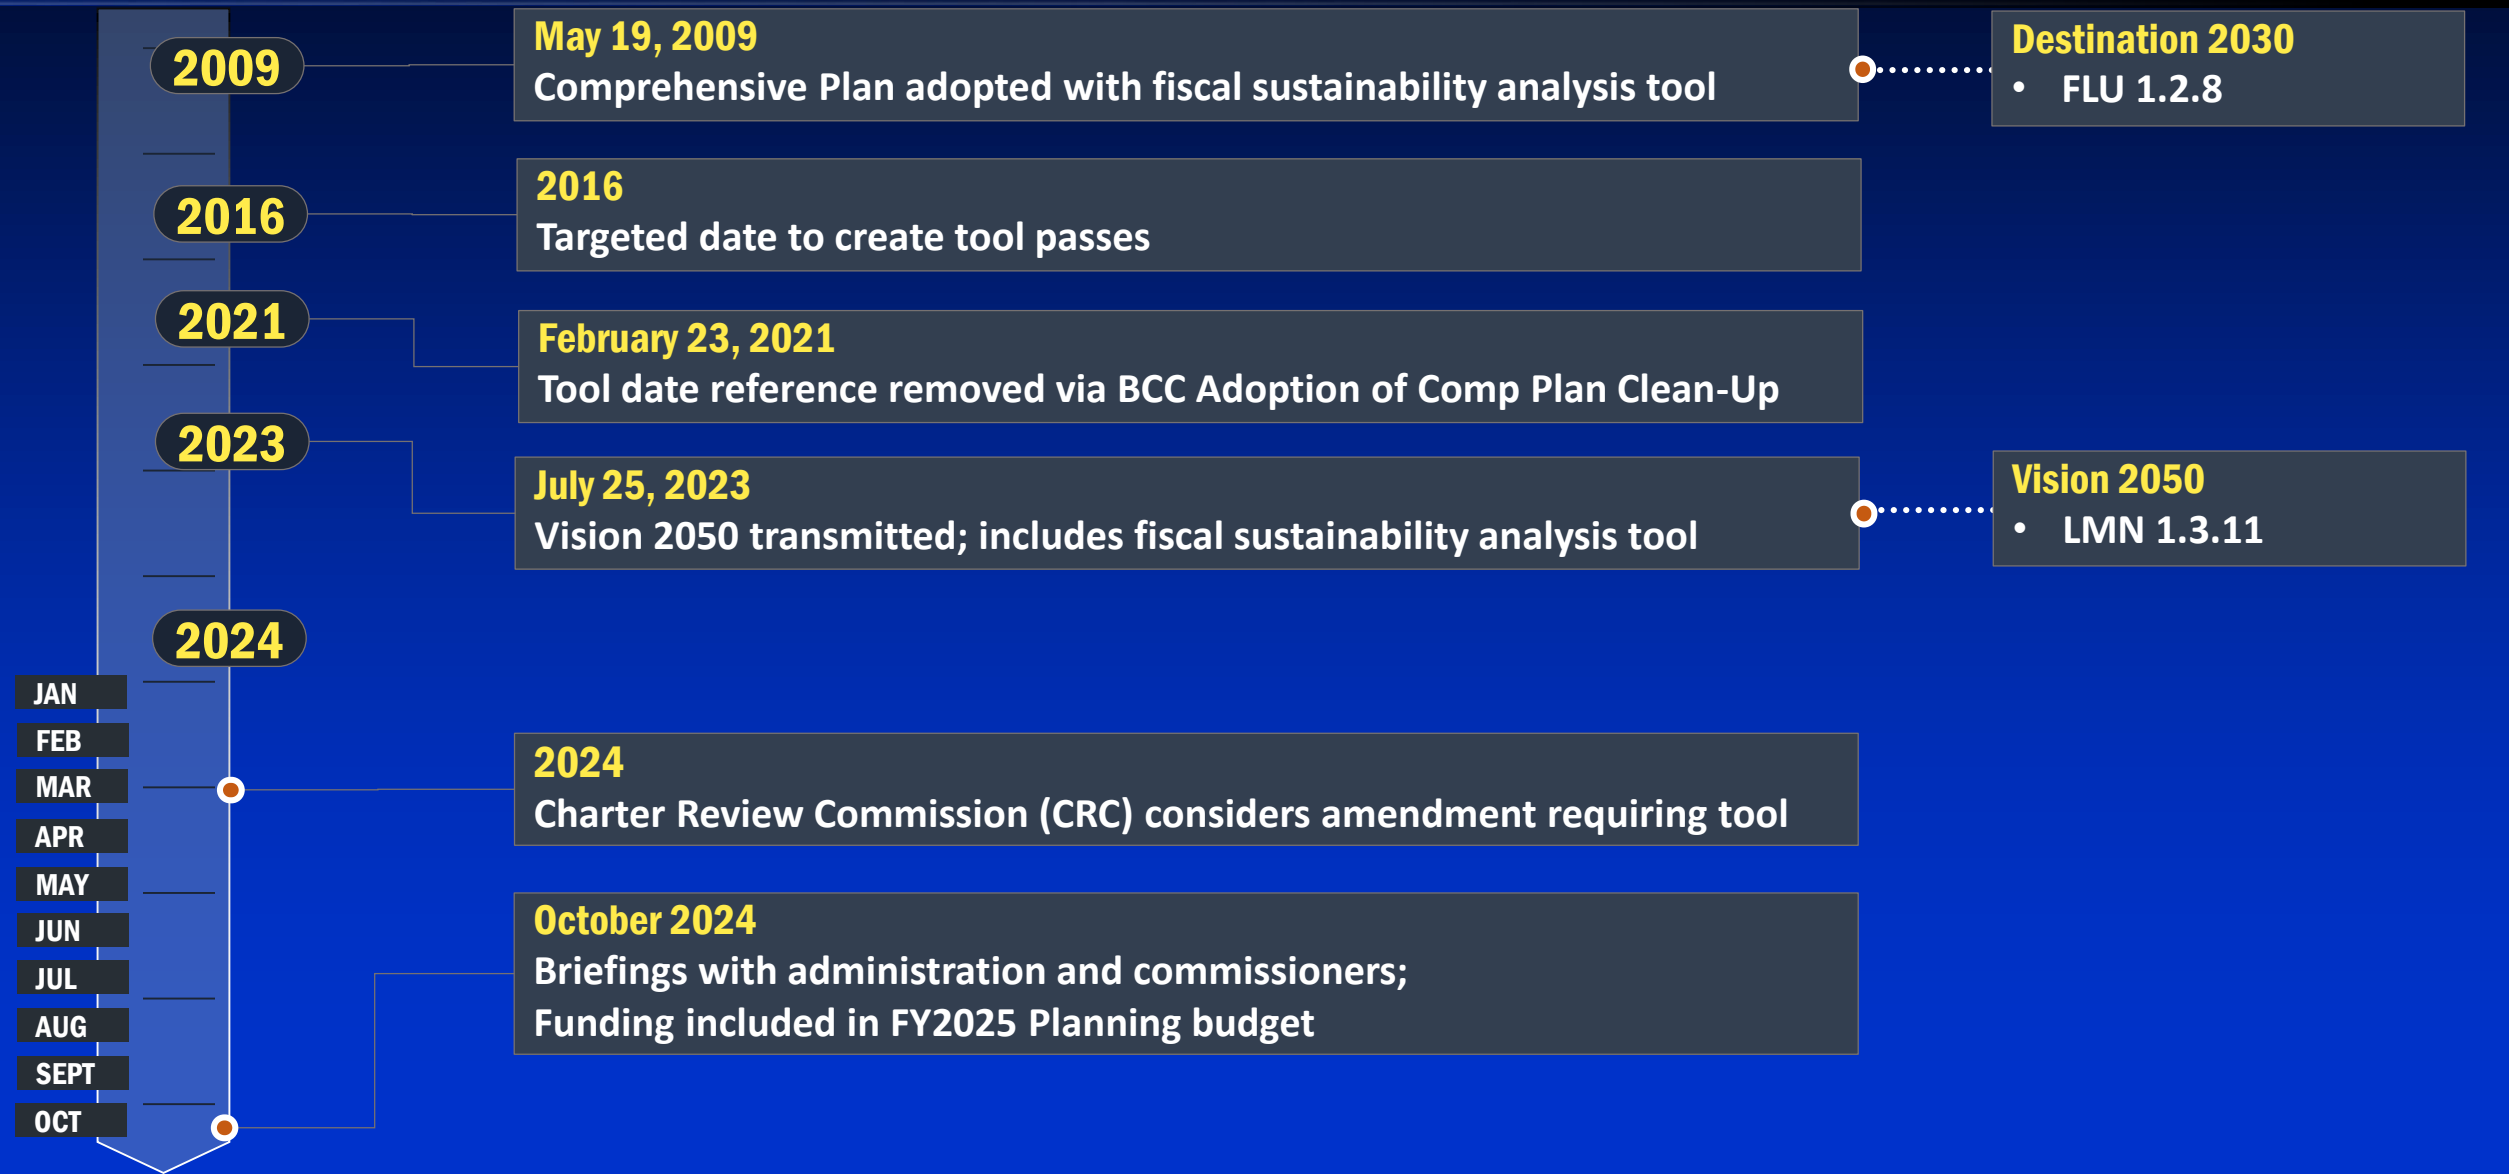 2009
May 19, 2009
Comprehensive Plan adopted with fiscal sustainability analysis tool
Destination 2030
• FLU 1.2.8
2016
2016
Targeted date to create tool passes
2021
February 23, 2021
Tool date reference removed via BCC Adoption of Comp Plan Clean-Up
2023
July 25, 2023
Vision 2050 transmitted; includes fiscal sustainability analysis tool
Vision 2050
• LMN 1.3.11
2024
JAN
FEB
MAR
APR
MAY
JUN
JUL
AUG
SEPT
OCT
2024
Charter Review Commission (CRC) considers amendment requiring tool
October 2024
Briefings with administration and commissioners;
Funding included in FY2025 Planning budget